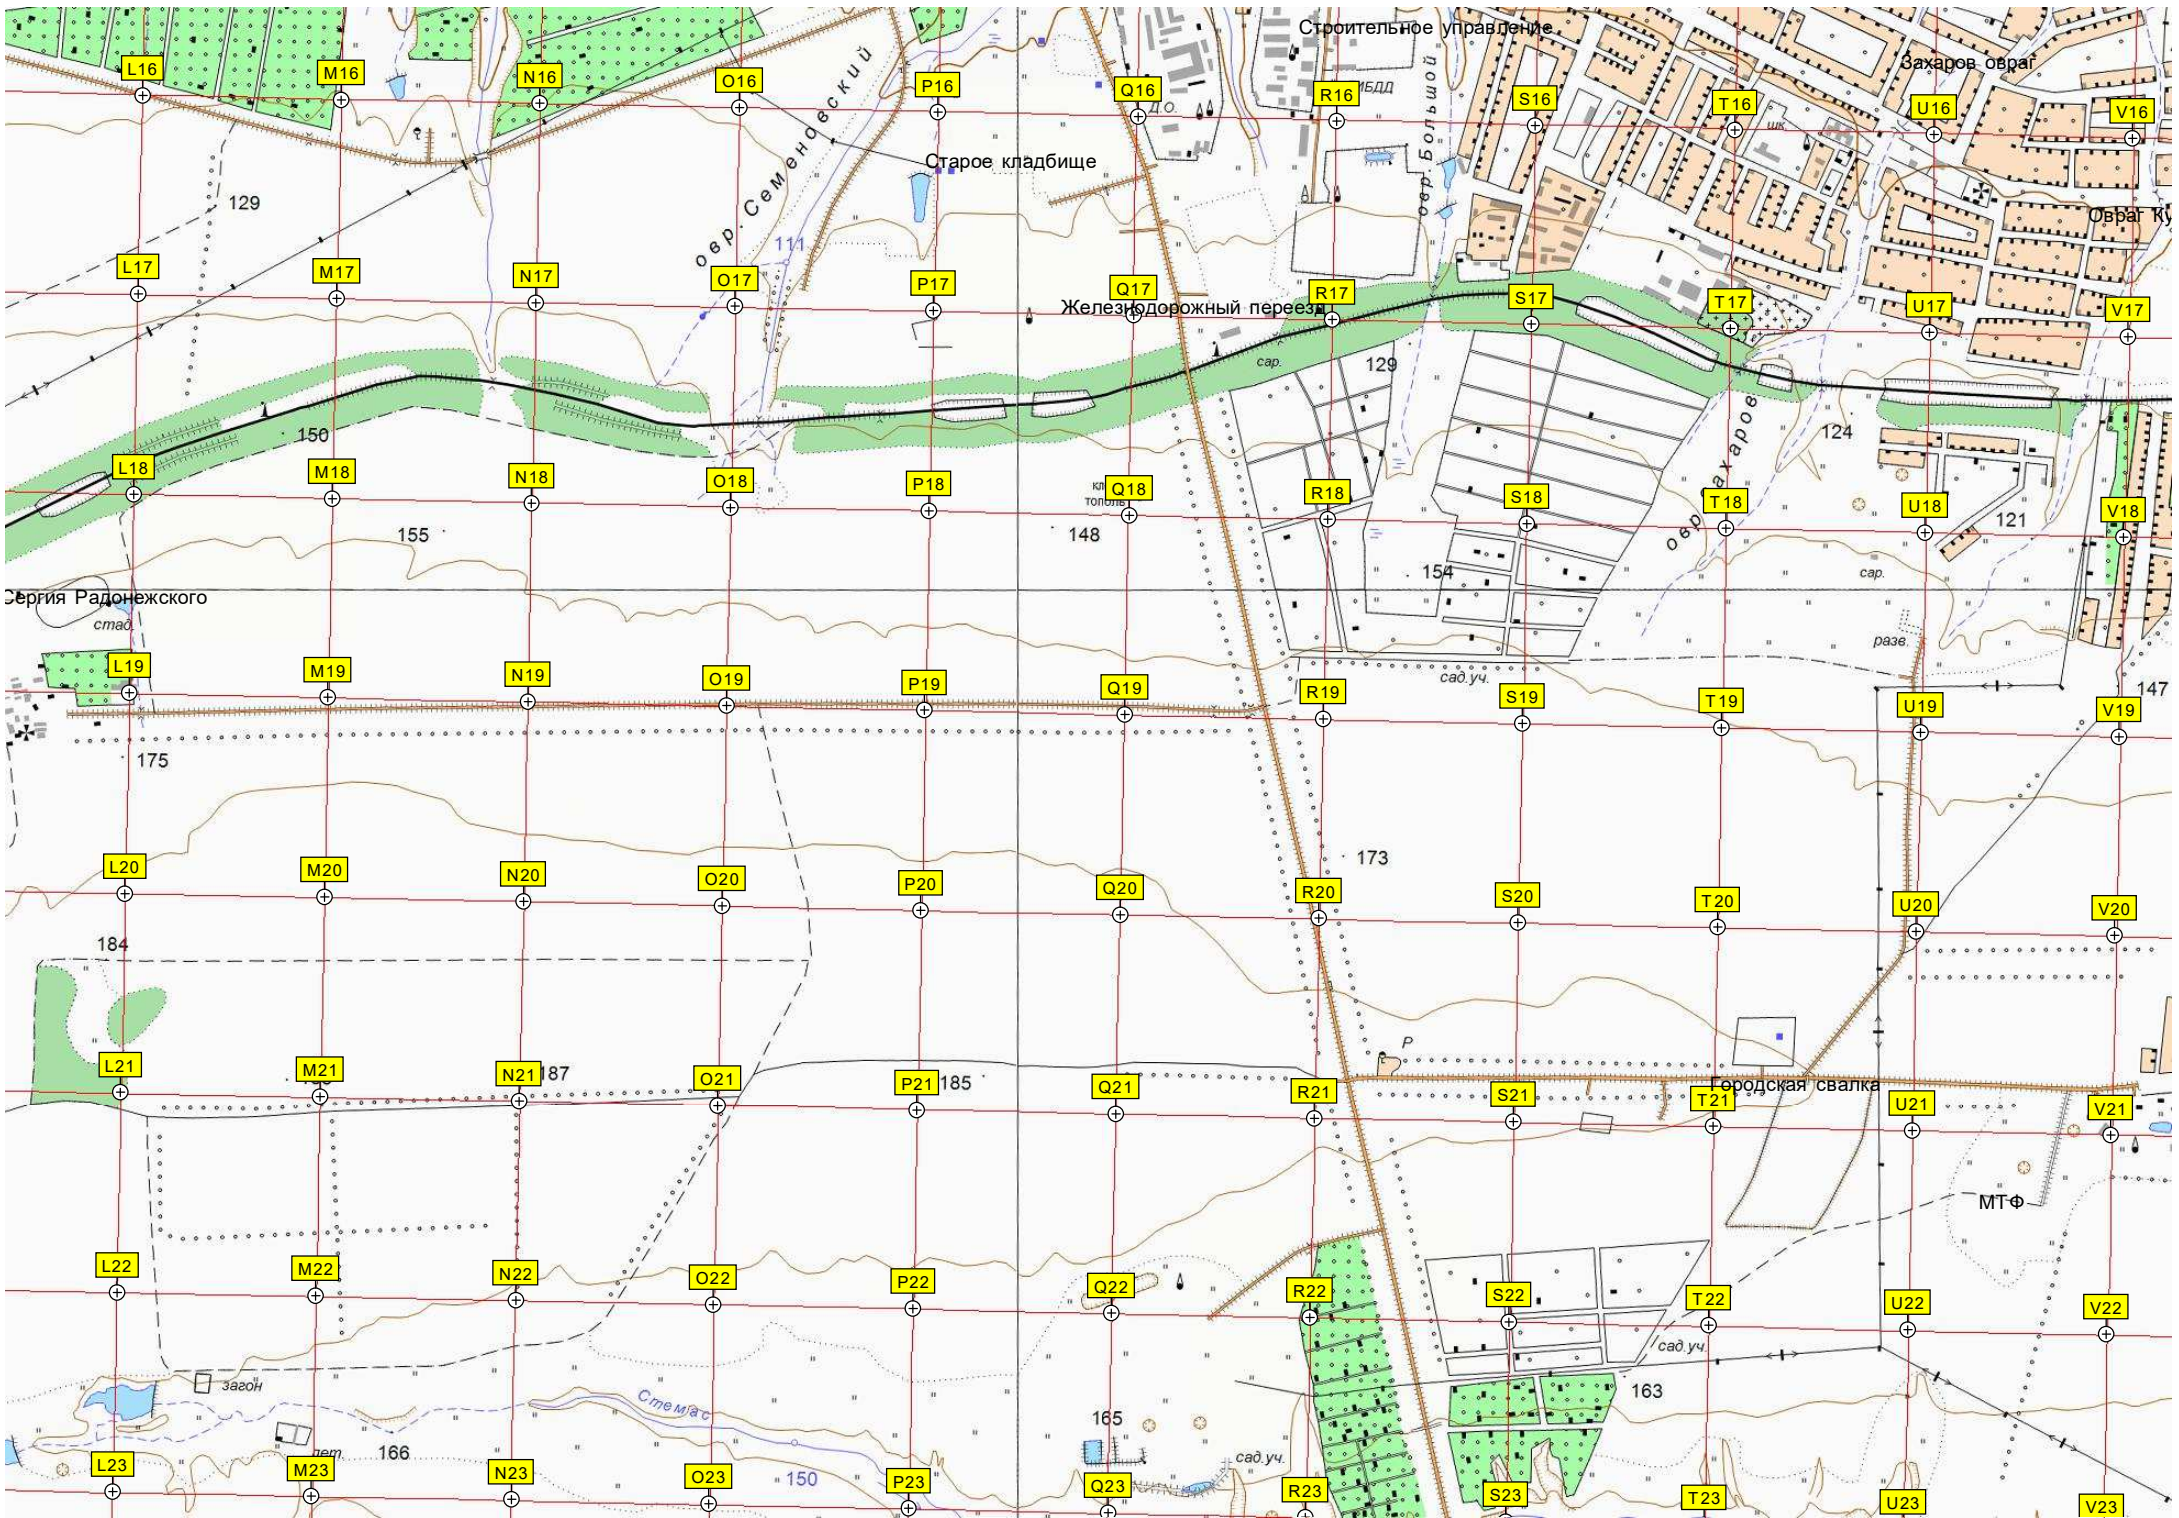 Строительное управление
Захаров овраг
L16
M16
N16
O16
P16
Q16
R16
S16
T16
U16
V16
Д.О.
шк.
овр. Семеновский
овр. Большой
Старое кладбище
129
111
Овраг Ку
L17
M17
N17
O17
P17
Q17
R17
S17
T17
U17
V17
Железнодорожный переезд
сар.
129
150
124
L18
M18
N18
O18
P18
Q18
R18
S18
T18
U18
V18
тополь
155
148
154
121
сар.
Сергия Радонежского
стад.
разв.
L19
M19
N19
O19
P19
Q19
R19
S19
T19
U19
V19
сад.уч.
147
175
173
L20
M20
N20
O20
P20
Q20
R20
S20
T20
U20
V20
184
Р
L21
M21
N21
187
O21
P21
185
Q21
R21
S21
T21
U21
V21
Городская свалка
МТФ
L22
M22
N22
O22
P22
Q22
R22
S22
T22
U22
V22
сад.уч.
загон
163
Стемас
165
166
лет.
150
сад.уч.
L23
M23
N23
O23
P23
Q23
R23
S23
T23
U23
V23